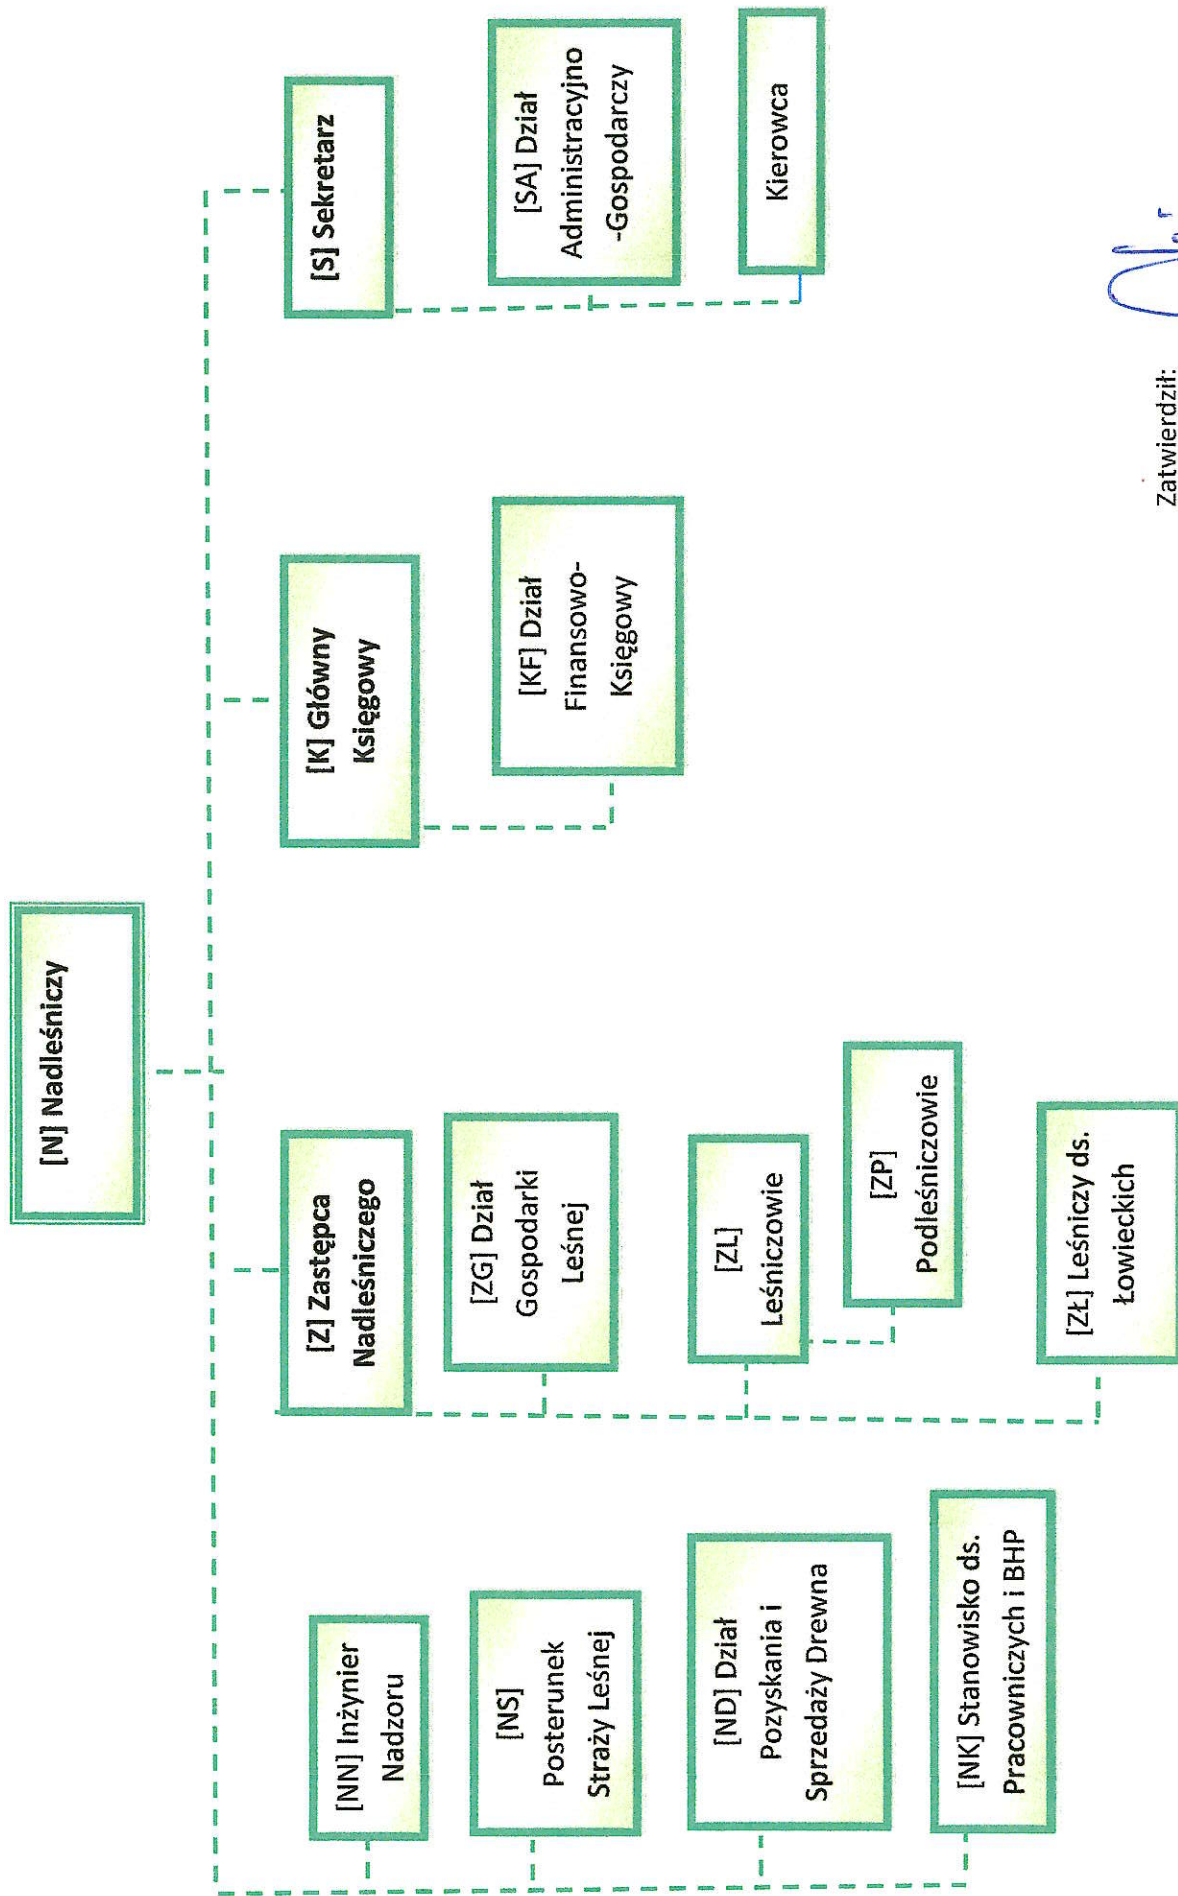 [N] Nadleśniczy
[NN] Inżynier
Nadzoru
[NS]
Posterunek
Straży Leśnej
[ND] Dział
Pozyskania i
Sprzedaży Drewna
[NK] Stanowisko ds.
Pracowniczych i BHP
[Z] Zastępca
Nadleśniczego
[ZG] Dział
Gospodarki
Leśnej
[ZL]
Leśniczowie
[ZP]
Podleśniczowie
[ZŁ] Leśniczy ds.
Łowieckich
[K] Główny
Księgowy
[KF] Dział
Finansowo-
Księgowy
[S] Sekretarz
[SA] Dział
Administracyjno
-Gospodarczy
Kierowca
Zatwierdził: